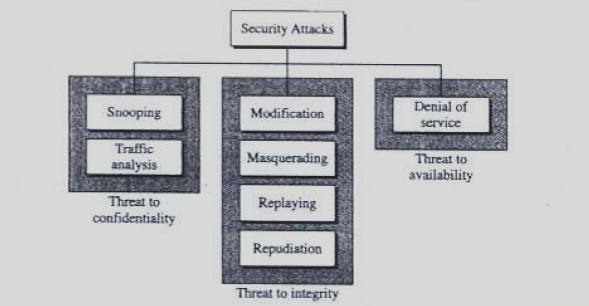 Security Attacks
Snooping
Traffic
analysis
Threat to
confidentiality
Modification
Masquerading
Replaying
Repudiation
Threat to integrity
Denial of
service
Threat to
availability